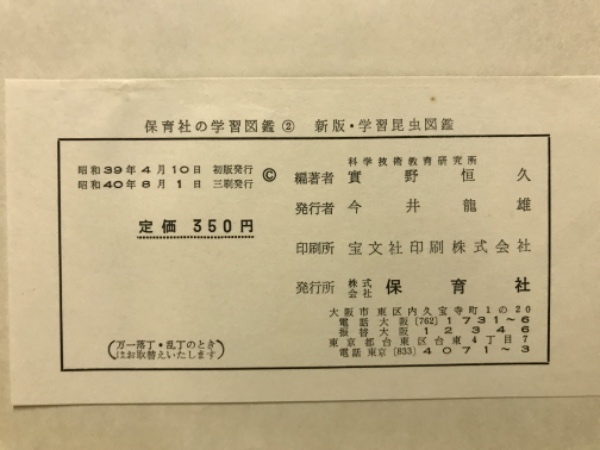 保育社の学習図鑑② 新版・学習昆虫図鑑
昭和39年4月10日 初版発行
昭和40年8月1日 三刷発行
©
定価 350円
(万一落丁・乱丁のときはお取替えいたします)
科学技術教育研究所
編著者 實野恒久
発行者 今井龍雄
印刷所 宝文社印刷株式会社
発行所 株式会社 保育社
大阪市東区内久宝寺町1の20
電話 大阪〔762〕1731~6
振替大阪 12346
東京都台東区台東4丁目7
電話 東京〔833〕4071~3